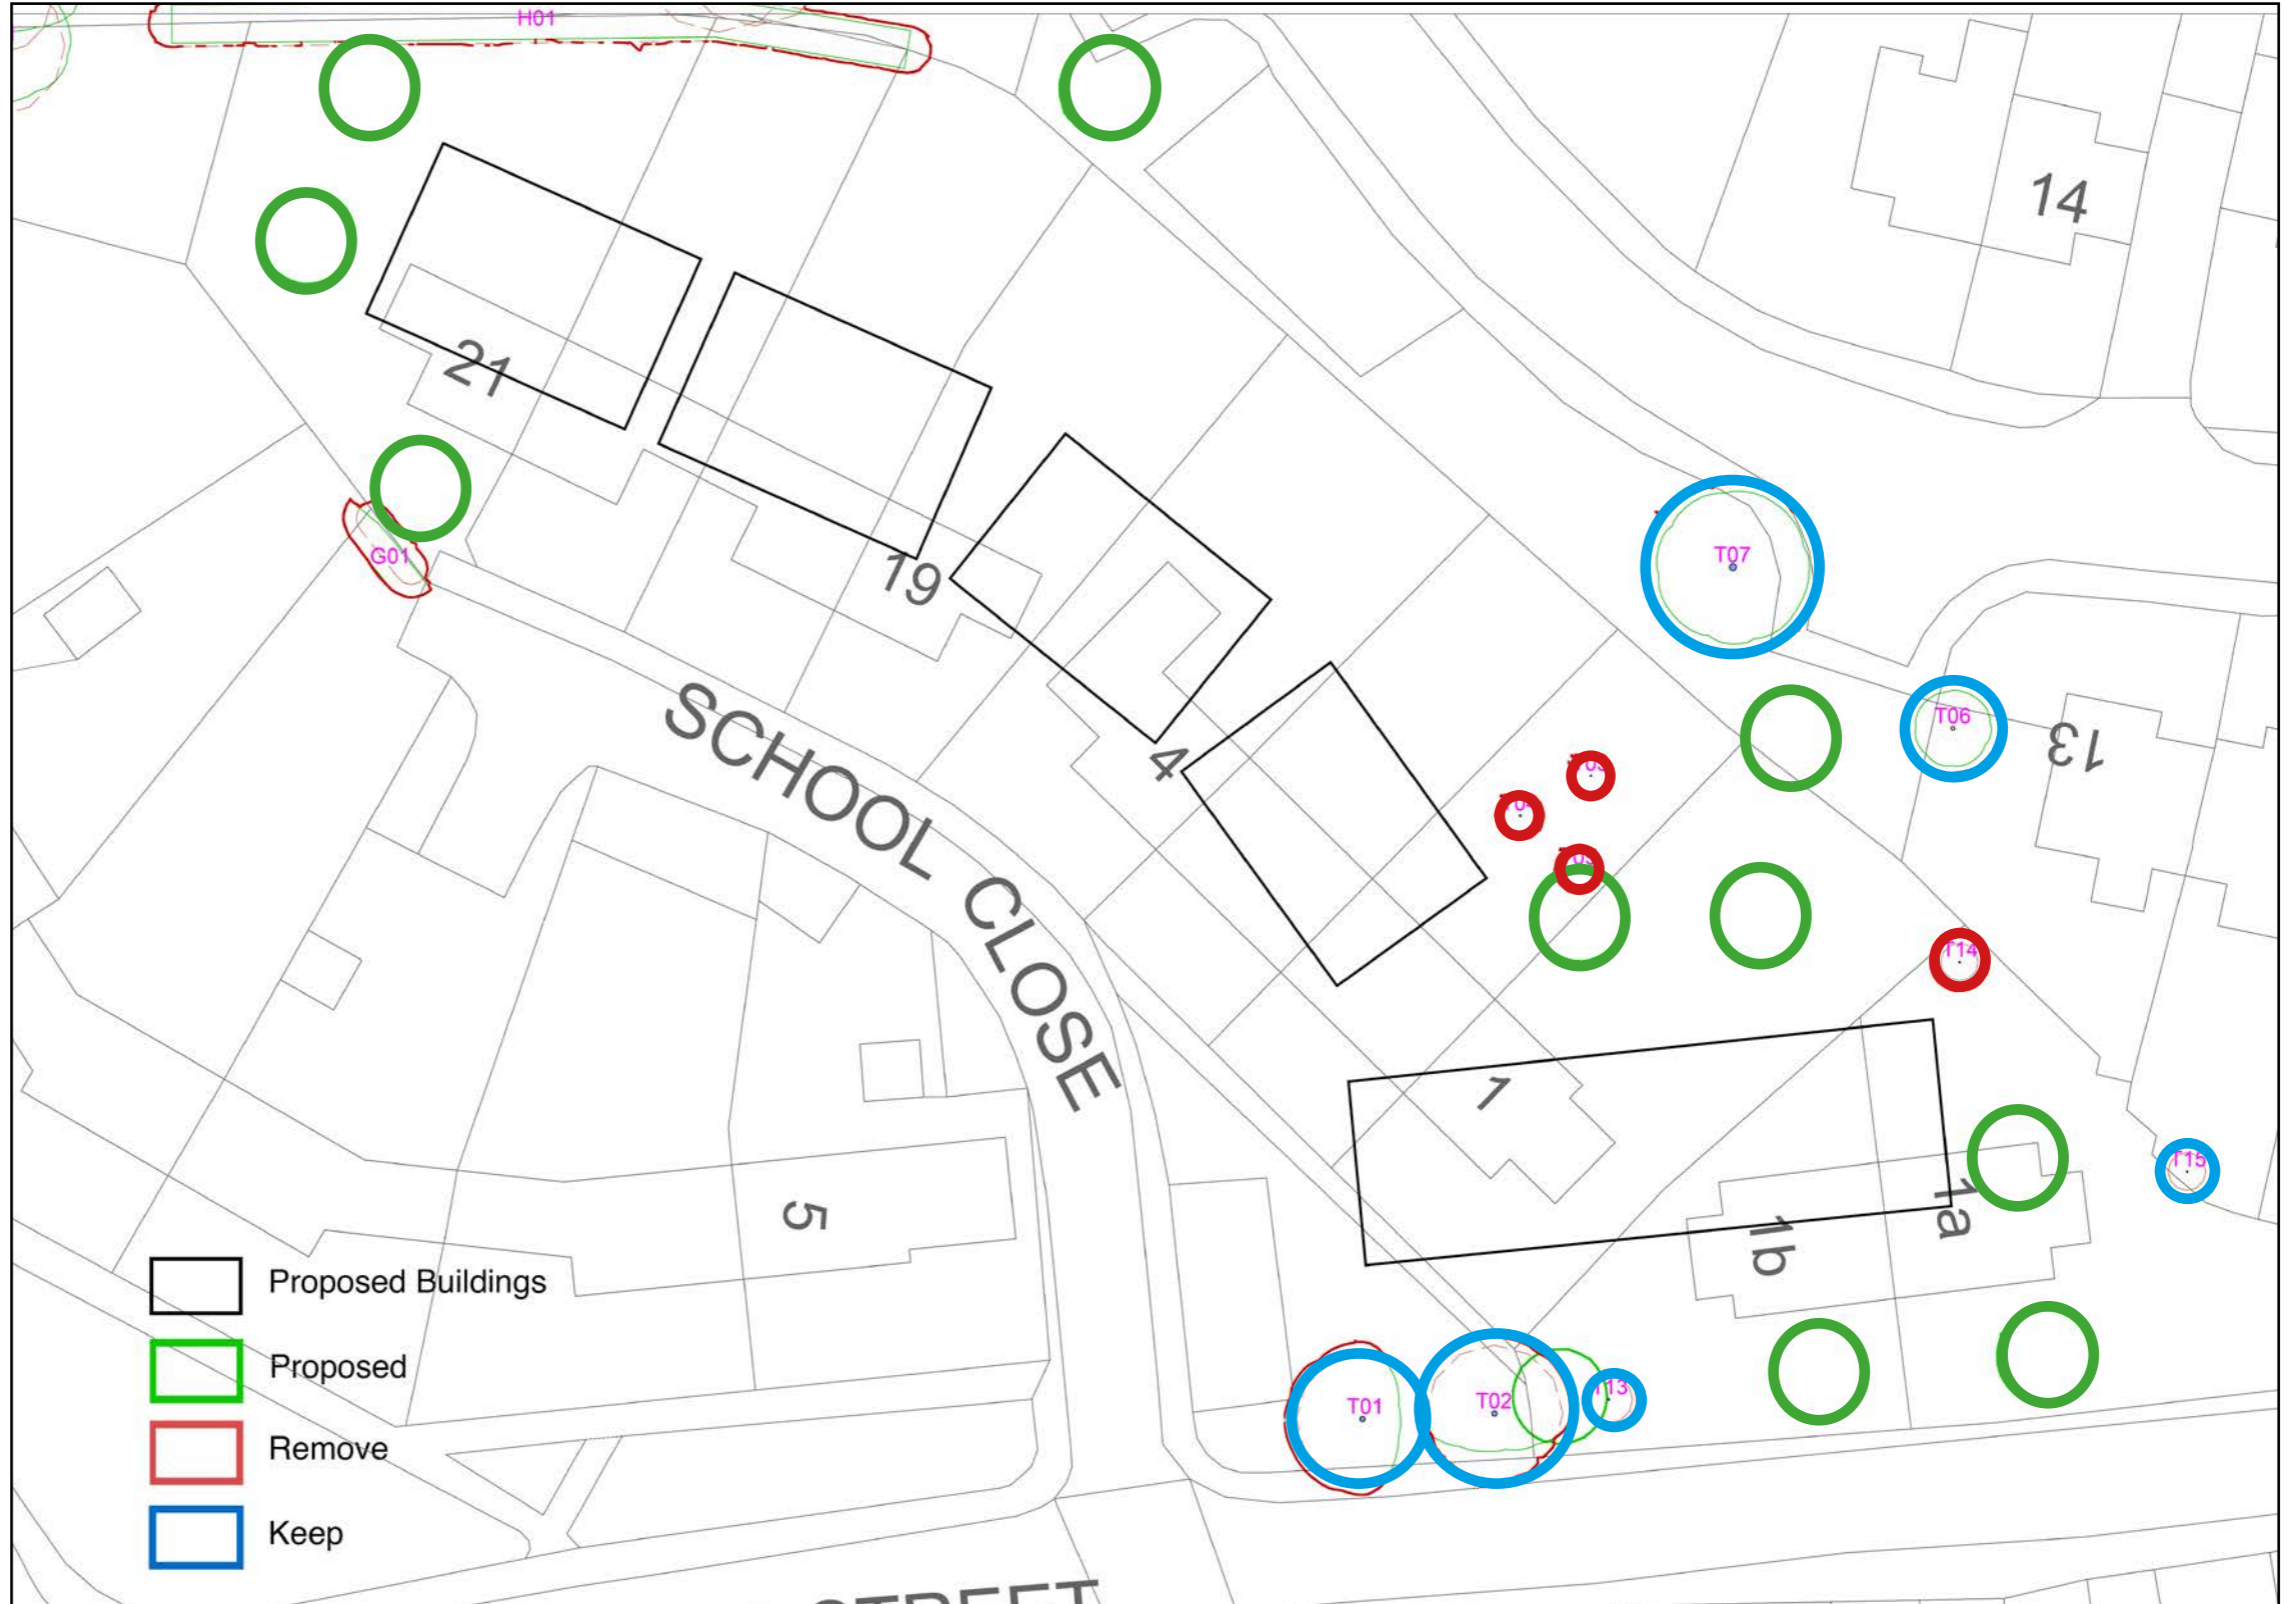 H01
14
21
G01
19
T07
T06
13
SCHOOL CLOSE
4
T14
1
T15
1a
1b
5
T01
T02
T13
Proposed Buildings
Proposed
Remove
Keep
STREET